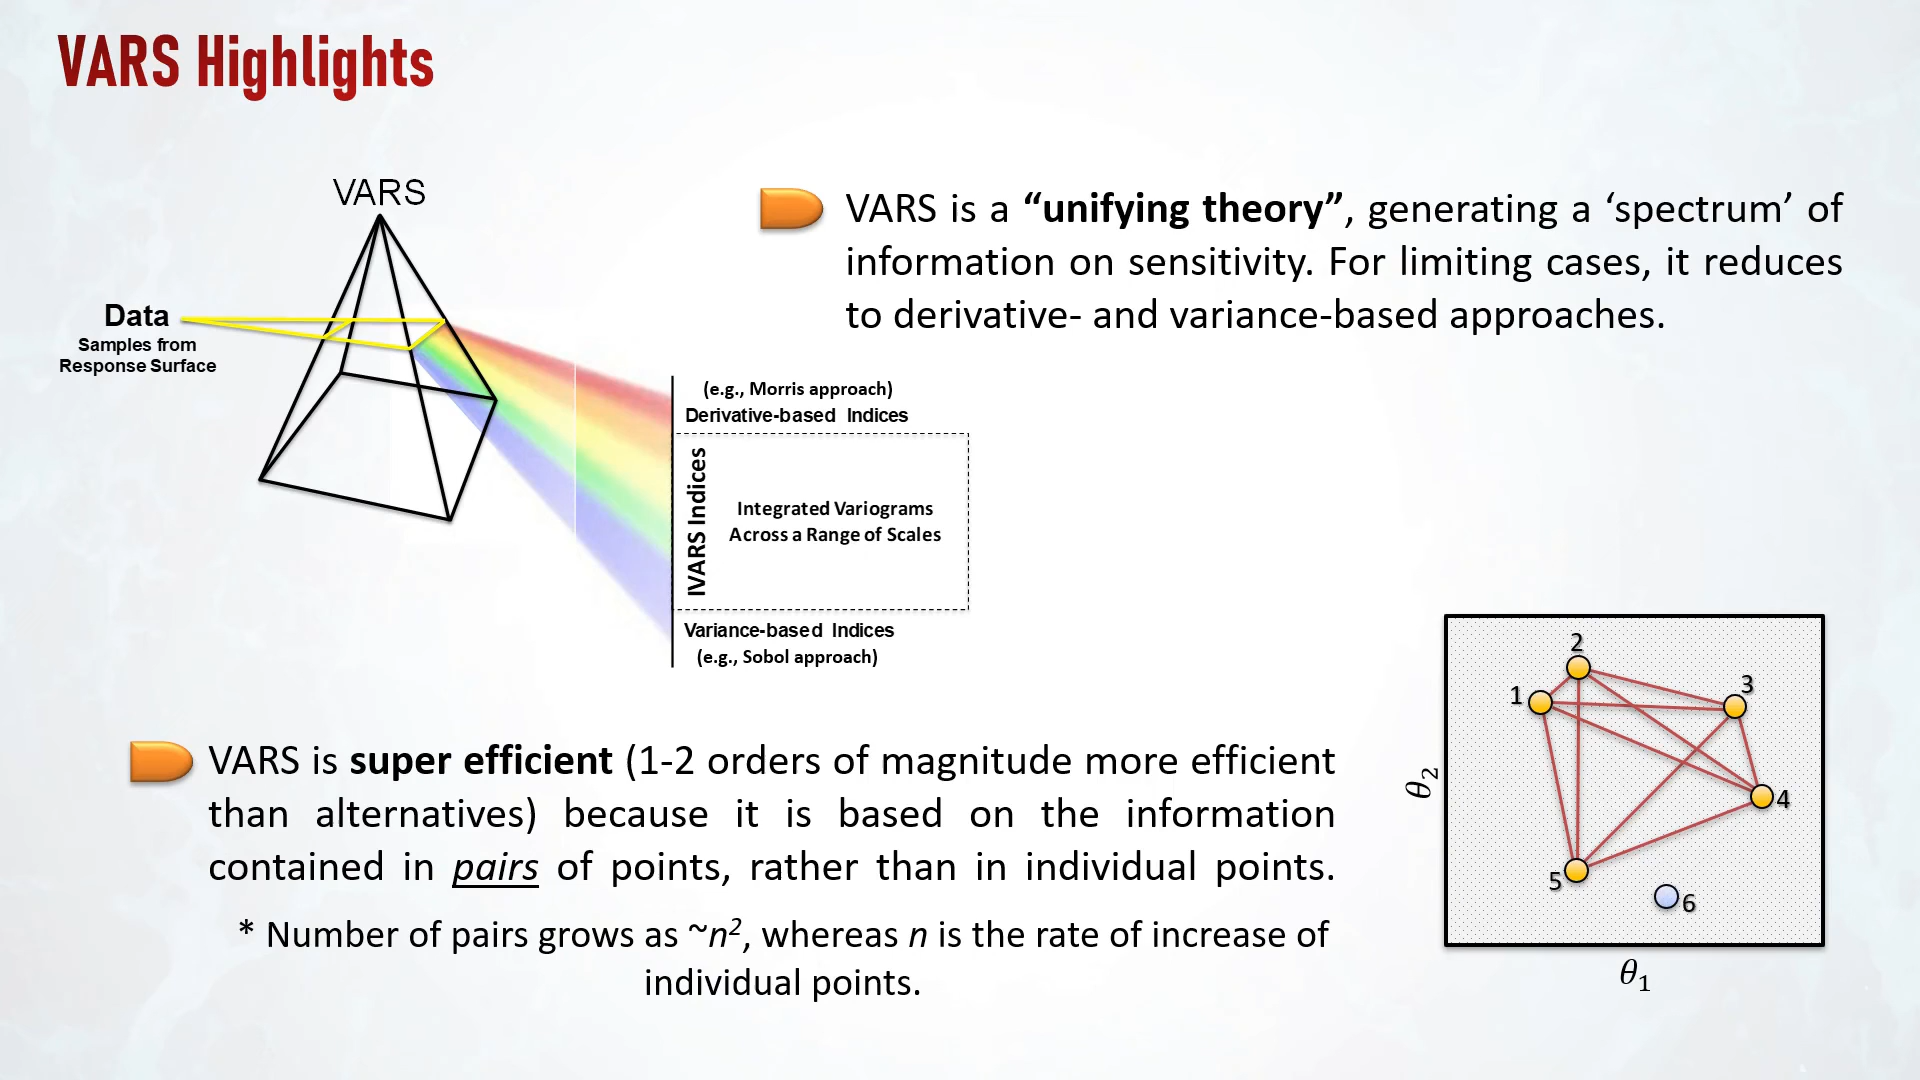 VARS Highlights
VARS
Data
Samples from
Response Surface
VARS is a “unifying theory”, generating a ‘spectrum’ of
information on sensitivity. For limiting cases, it reduces
to derivative- and variance-based approaches.
(e.g., Morris approach)
Derivative-based Indices
IVARS Indices
Integrated Variograms
Across a Range of Scales
Variance-based Indices
(e.g., Sobol approach)
VARS is super efficient (1-2 orders of magnitude more efficient
than alternatives) because it is based on the information
contained in pairs of points, rather than in individual points.
* Number of pairs grows as ~n², whereas n is the rate of increase of
individual points.
2
1
3
4
5
6
θ₂
θ₁